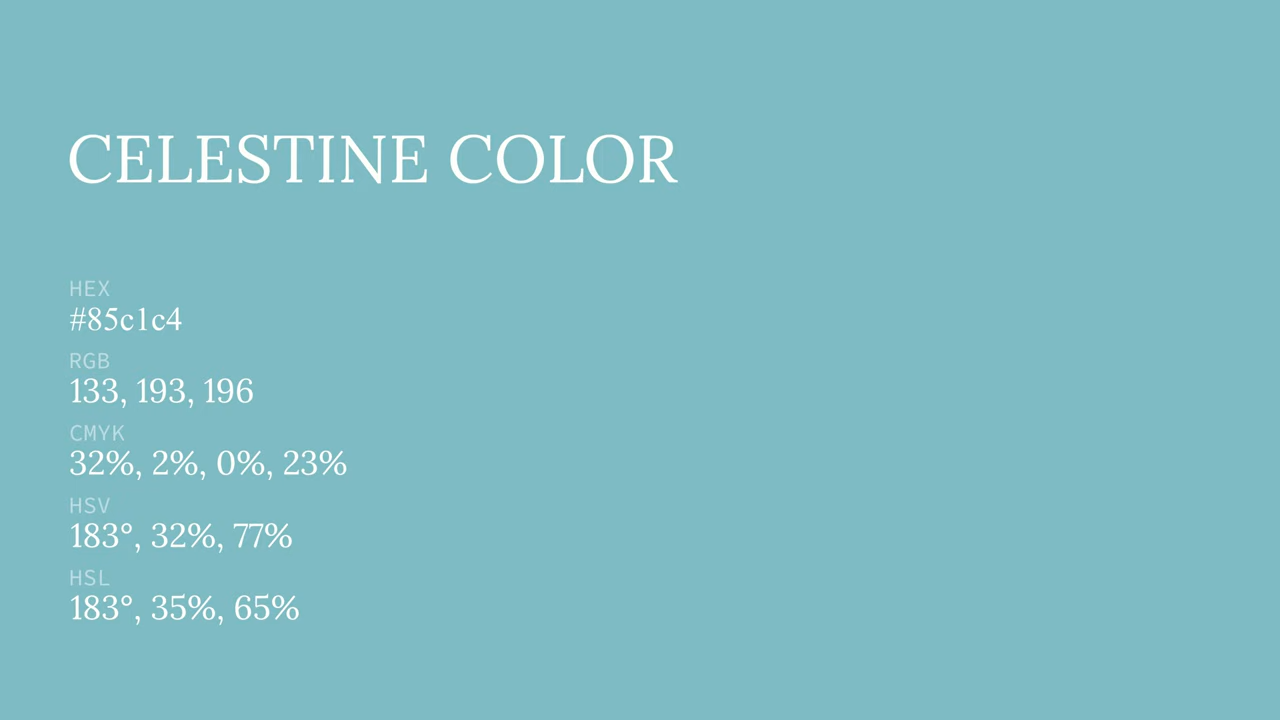 CELESTINE COLOR
HEX
#85c1c4
RGB
133, 193, 196
CMYK
32%, 2%, 0%, 23%
HSV
183°, 32%, 77%
HSL
183°, 35%, 65%